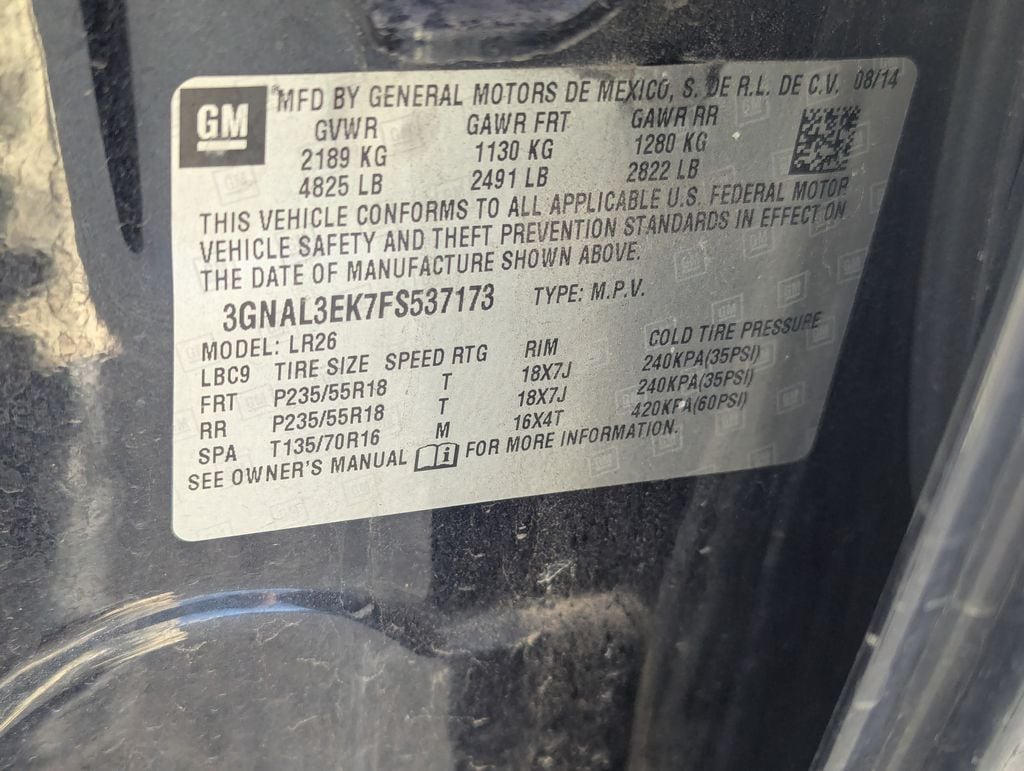 GM
MFD BY GENERAL MOTORS DE MEXICO, S. DE R.L. DE C.V. 08/14
GVWR GAWR FRT GAWR RR
2189 KG 1130 KG 1280 KG
4825 LB 2491 LB 2822 LB
THIS VEHICLE CONFORMS TO ALL APPLICABLE U.S. FEDERAL MOTOR
VEHICLE SAFETY AND THEFT PREVENTION STANDARDS IN EFFECT ON
THE DATE OF MANUFACTURE SHOWN ABOVE.
3GNAL3EK7FS537173 TYPE: M.P.V.
MODEL: LR26
LBC9 TIRE SIZE SPEED RTG RIM COLD TIRE PRESSURE
FRT P235/55R18 T 18X7J 240KPA(35PSI)
RR P235/55R18 T 18X7J 240KPA(35PSI)
SPA T135/70R16 M 16X4T 420KPA(60PSI)
SEE OWNER'S MANUAL i FOR MORE INFORMATION.